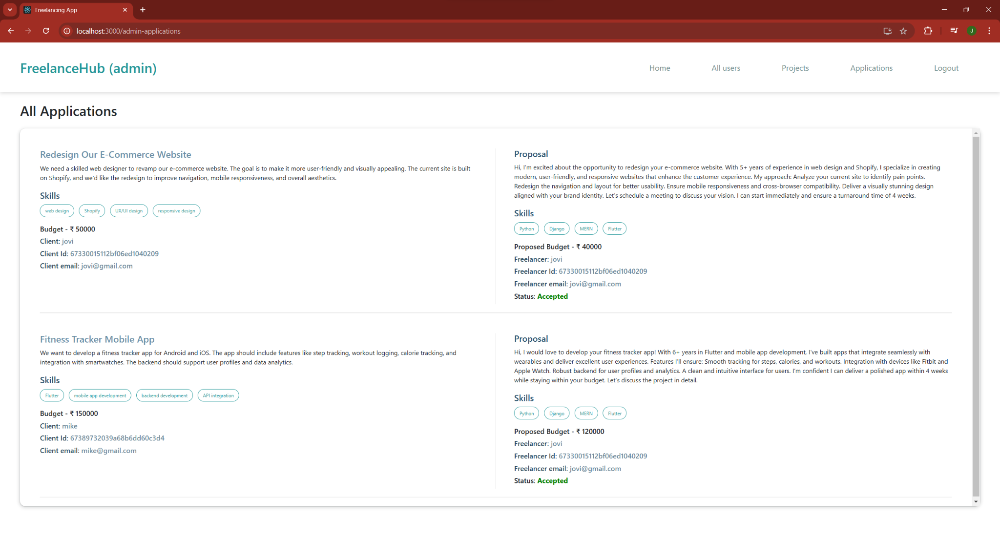 Freelancing App
localhost:3000/admin-applications
J
FreelanceHub (admin)
Home
All users
Projects
Applications
Logout
All Applications
Redesign Our E-Commerce Website
We need a skilled web designer to revamp our e-commerce website. The goal is to make it more user-friendly and visually appealing. The current site is built
on Shopify, and we'd like the redesign to improve navigation, mobile responsiveness, and overall aesthetics.
Skills
web design
Shopify
UX/UI design
responsive design
Budget - ₹ 50000
Client: jovi
Client Id: 67330015112bf06ed1040209
Client email: jovi@gmail.com
Proposal
Hi, I'm excited about the opportunity to redesign your e-commerce website. With 5+ years of experience in web design and Shopify, I specialize in creating
modern, user-friendly, and responsive websites that enhance the customer experience. My approach: Analyze your current site to identify pain points.
Redesign the navigation and layout for better usability. Ensure mobile responsiveness and cross-browser compatibility. Deliver a visually stunning design
aligned with your brand identity. Let's schedule a meeting to discuss your vision. I can start immediately and ensure a turnaround time of 4 weeks.
Skills
Python
Django
MERN
Flutter
Proposed Budget - ₹ 40000
Freelancer: jovi
Freelancer Id: 67330015112bf06ed1040209
Freelancer email: jovi@gmail.com
Status: Accepted
Fitness Tracker Mobile App
We want to develop a fitness tracker app for Android and iOS. The app should include features like step tracking, workout logging, calorie tracking, and
integration with smartwatches. The backend should support user profiles and data analytics.
Skills
Flutter
mobile app development
backend development
API integration
Budget - ₹ 150000
Client: mike
Client Id: 67389732039a68b6dd60c3d4
Client email: mike@gmail.com
Proposal
Hi, I would love to develop your fitness tracker app! With 6+ years in Flutter and mobile app development, I've built apps that integrate seamlessly with
wearables and deliver excellent user experiences. Features I'll ensure: Smooth tracking for steps, calories, and workouts. Integration with devices like Fitbit and
Apple Watch. Robust backend for user profiles and analytics. A clean and intuitive interface for users. I'm confident I can deliver a polished app within 4 weeks
while staying within your budget. Let's discuss the project in detail.
Skills
Python
Django
MERN
Flutter
Proposed Budget - ₹ 120000
Freelancer: jovi
Freelancer Id: 67330015112bf06ed1040209
Freelancer email: jovi@gmail.com
Status: Accepted